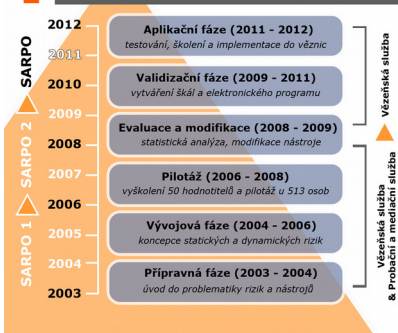 2012
2011
2010
2009
2008
2007
2006
2005
2004
2003
SARPO
SARPO 2
SARPO 1
Aplikační fáze (2011 - 2012)
testování, školení a implementace do věznic
Validizační fáze (2009 - 2011)
vytváření škál a elektronického programu
Evaluace a modifikace (2008 - 2009)
statistická analýza, modifikace nástroje
Pilotáž (2006 - 2008)
vyškolení 50 hodnotitelů a pilotáž u 513 osob
Vývojová fáze (2004 - 2006)
koncepce statických a dynamických rizik
Přípravná fáze (2003 - 2004)
úvod do problematiky rizik a nástrojů
Vězeňská služba
Vězeňská služba
& Probační a mediační služba